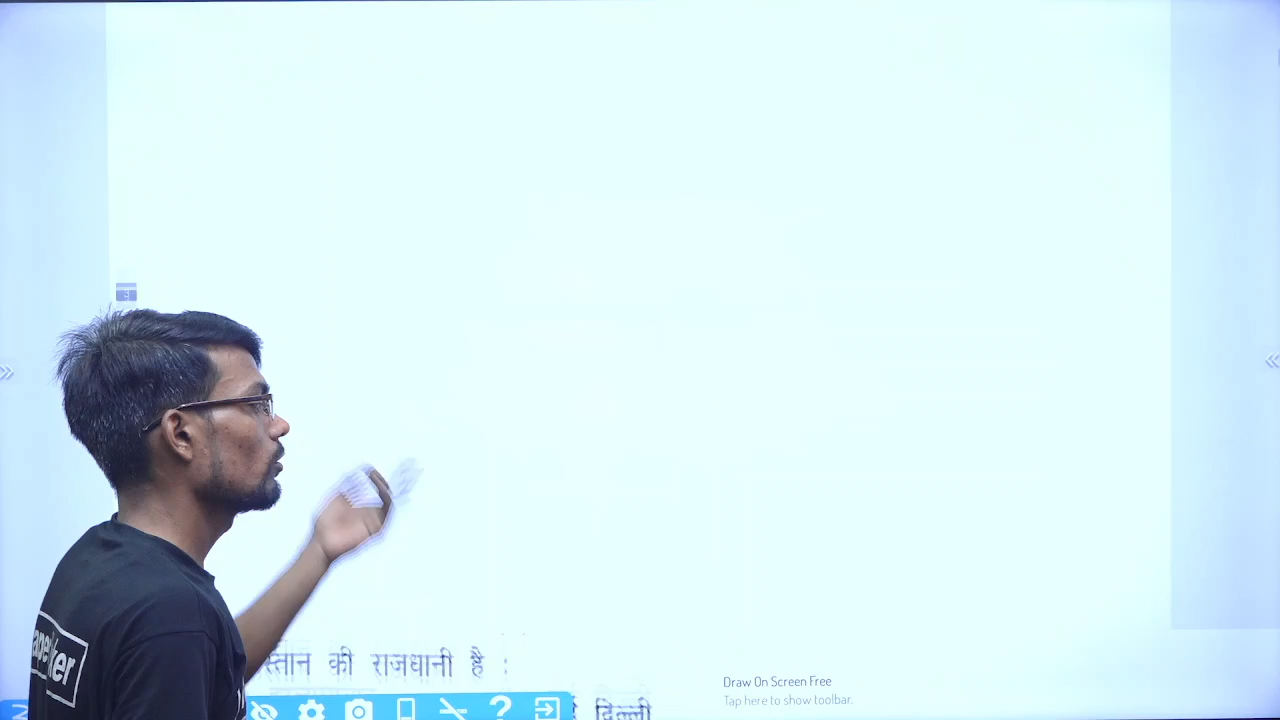 की राजधानी है :
Draw On Screen Free
Tap here to show toolbar.
दिल्ली